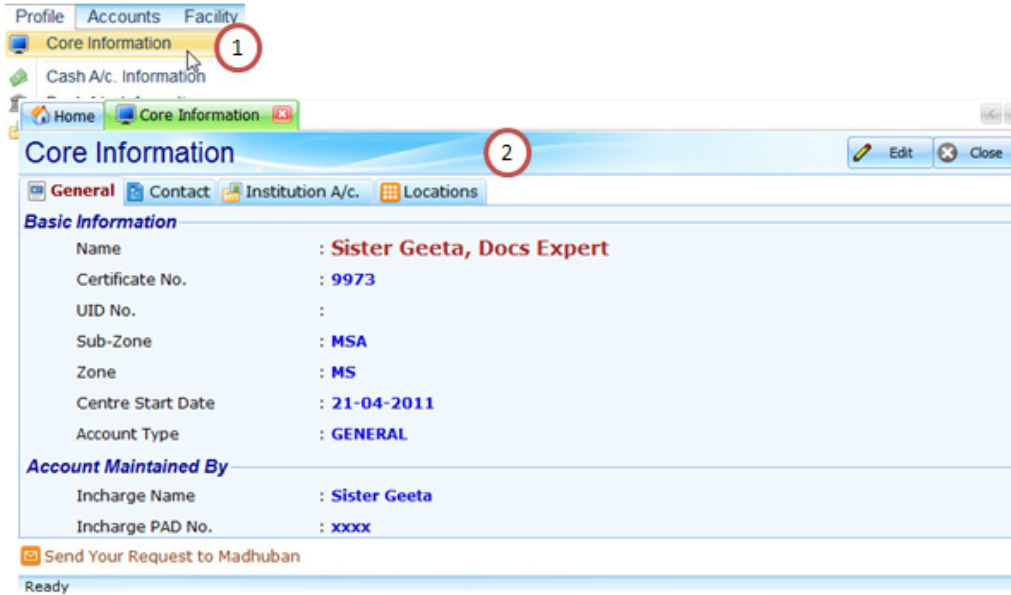 Profile Accounts Facility
Core Information 1
Cash A/c. Information
Home Core Information
Core Information 2 Edit Close
General Contact Institution A/c. Locations
Basic Information
Name : Sister Geeta, Docs Expert
Certificate No. : 9973
UID No. :
Sub-Zone : MSA
Zone : MS
Centre Start Date : 21-04-2011
Account Type : GENERAL
Account Maintained By
Incharge Name : Sister Geeta
Incharge PAD No. : xxxx
Send Your Request to Madhuban
Ready